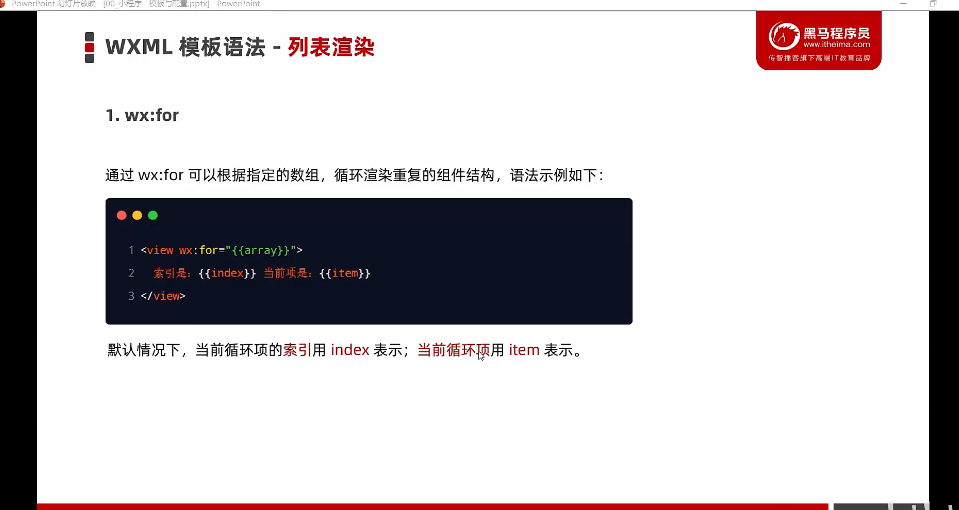 PowerPoint 幻灯片放映 - [00_小程序 - 模板与配置.pptx] - PowerPoint
WXML 模板语法 - 列表渲染
黑马程序员
www.itheima.com
传智播客旗下高端IT教育品牌
1. wx:for
通过 wx:for 可以根据指定的数组，循环渲染重复的组件结构，语法示例如下：
1 <view wx:for="{{array}}">
2 索引是：{{index}} 当前项是：{{item}}
3 </view>
默认情况下，当前循环项的索引用 index 表示；当前循环项用 item 表示。